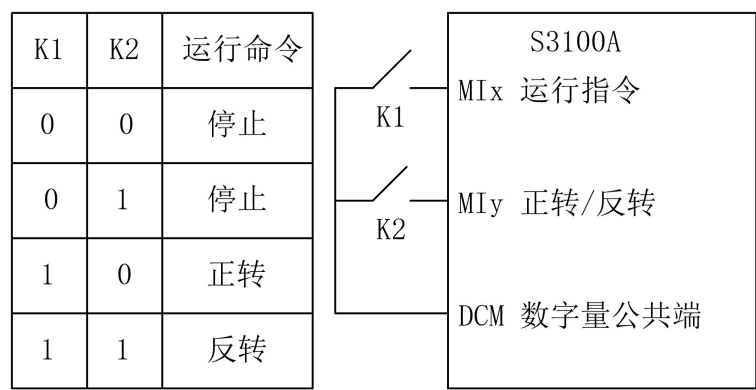 K1 K2 运行命令
0 0 停止
0 1 停止
1 0 正转
1 1 反转
S3100A
MIx 运行指令
K1
MIy 正转/反转
K2
DCM 数字量公共端